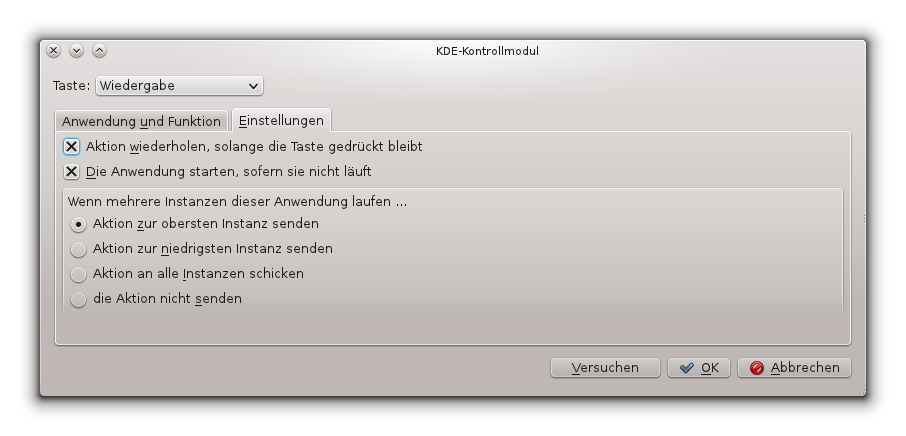 KDE-Kontrollmodul
Taste: Wiedergabe
Anwendung und Funktion Einstellungen
Aktion wiederholen, solange die Taste gedrückt bleibt
Die Anwendung starten, sofern sie nicht läuft
Wenn mehrere Instanzen dieser Anwendung laufen ...
Aktion zur obersten Instanz senden
Aktion zur niedrigsten Instanz senden
Aktion an alle Instanzen schicken
die Aktion nicht senden
Versuchen OK Abbrechen